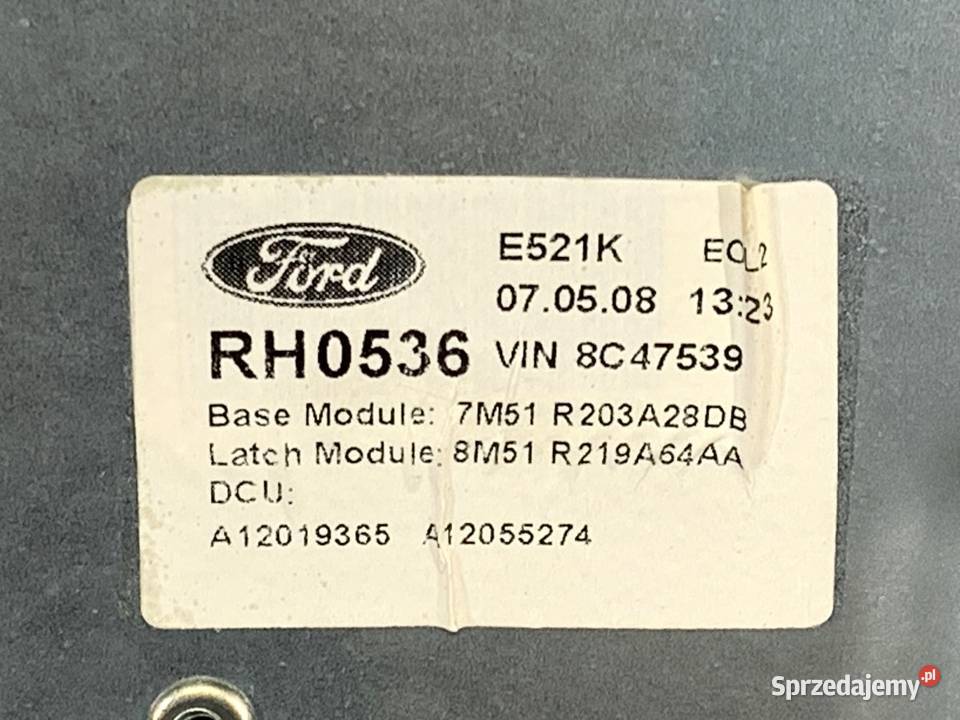 Ford
E521K EOL2
07.05.08 13:23
RH0536 VIN 8C47539
Base Module: 7M51 R203A28DB
Latch Module: 8M51 R219A64AA
DCU:
A12019365 A12055274
Sprzedajemy.pl